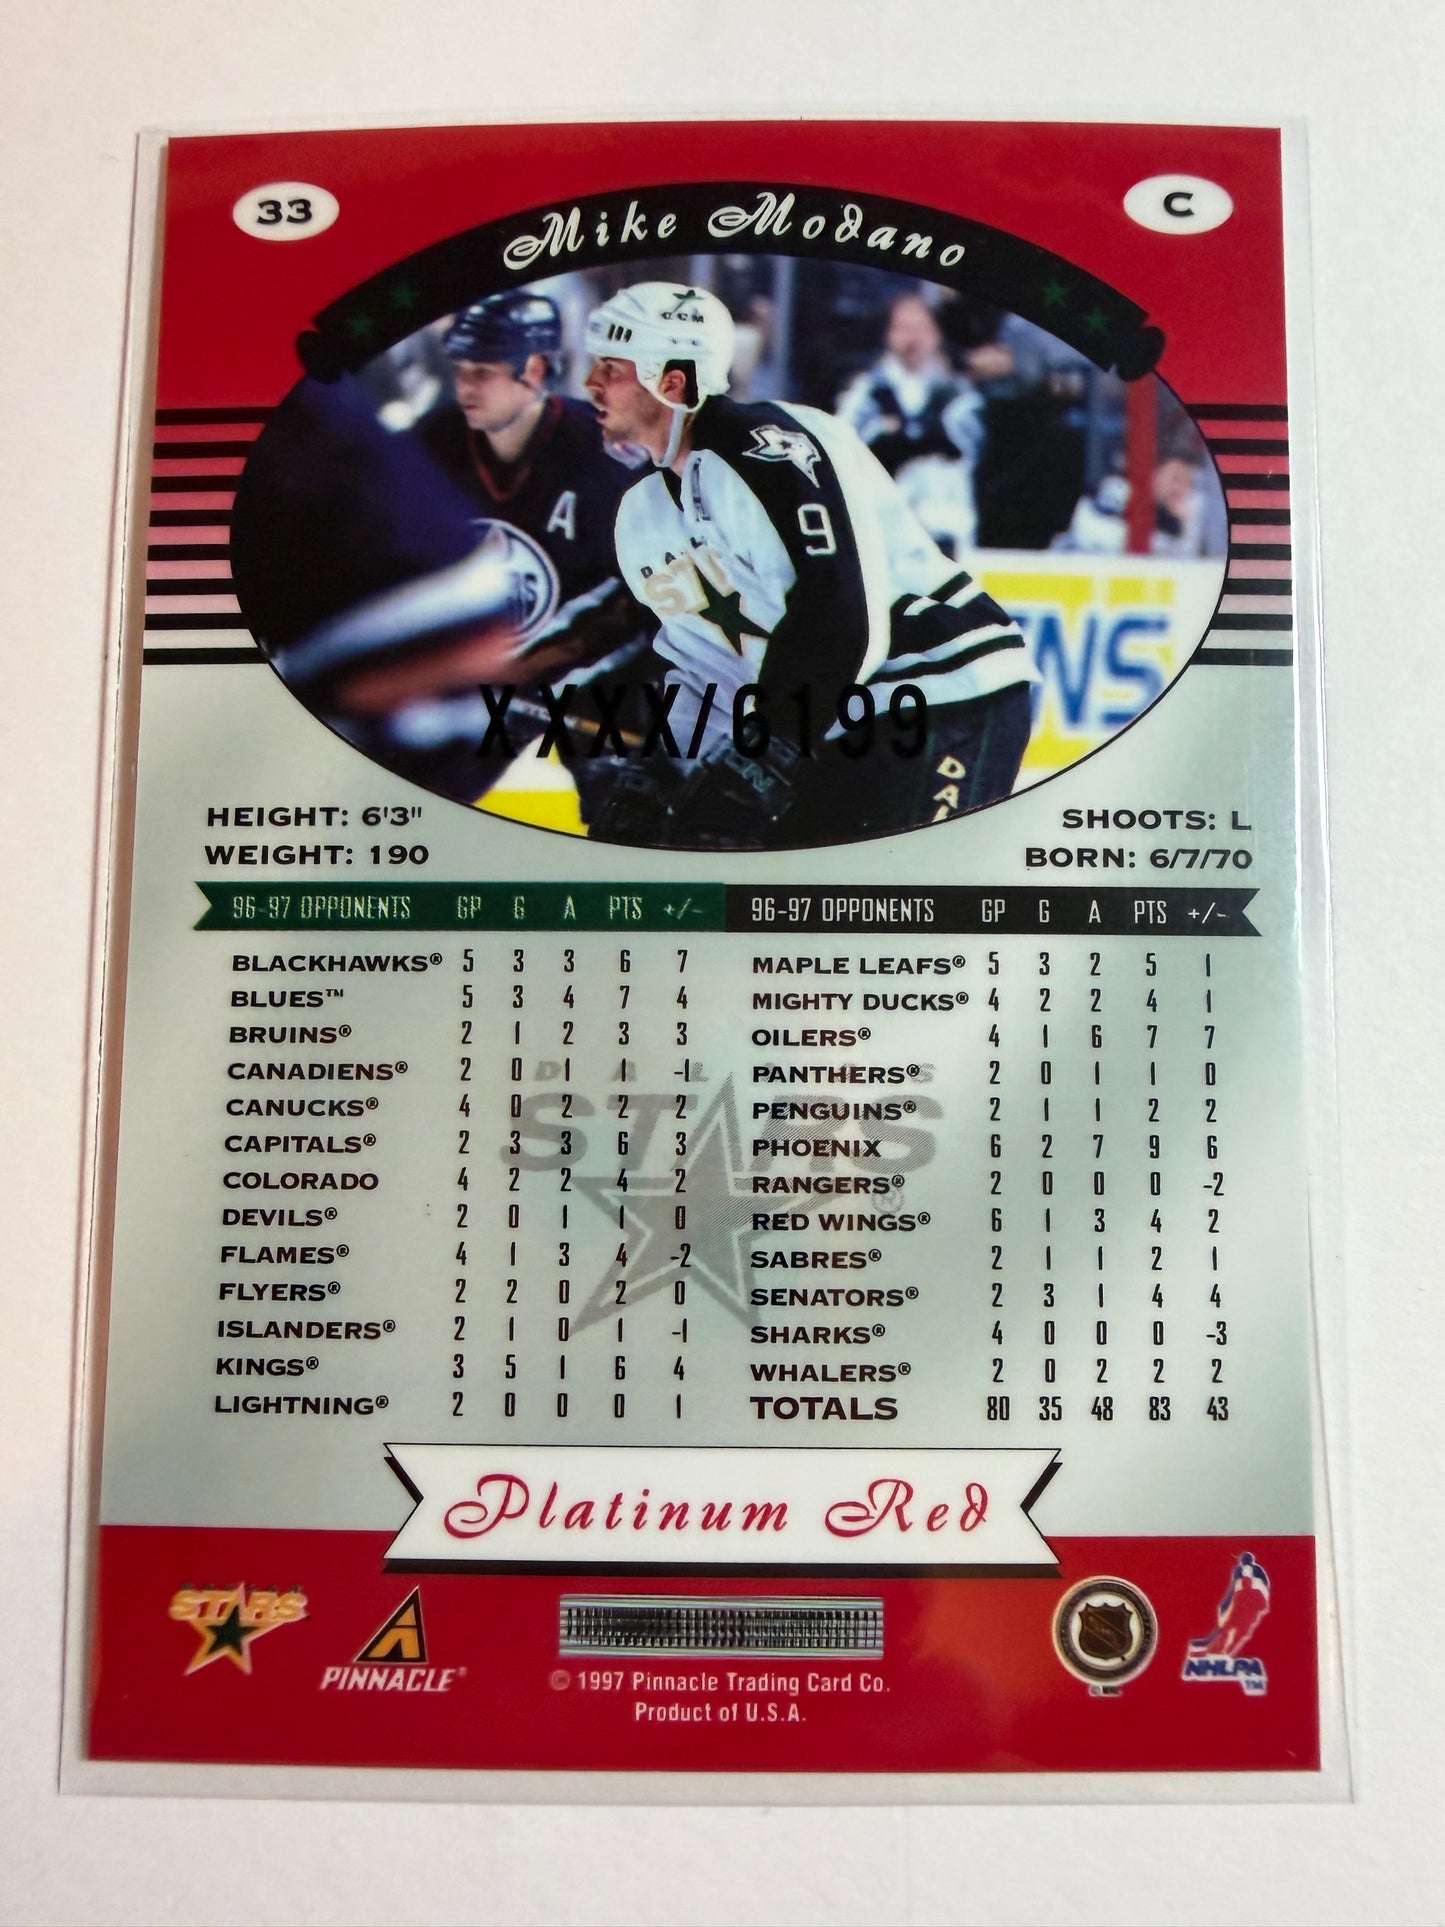 33
C
Mike Modano
CCM
A
9
DALLAS
STARS
NS
XXXX/6199
DAL
HEIGHT: 6'3"
WEIGHT: 190
SHOOTS: L
BORN: 6/7/70
96-97 OPPONENTS GP G A PTS +/-
BLACKHAWKS® 5 3 3 6 7
BLUES™ 5 3 4 7 4
BRUINS® 2 1 2 3 3
CANADIENS® 2 0 1 1 -1
CANUCKS® 4 0 2 2 2
CAPITALS® 2 3 3 6 3
COLORADO 4 2 2 4 2
DEVILS® 2 0 1 1 0
FLAMES® 4 1 3 4 -2
FLYERS® 2 2 0 2 0
ISLANDERS® 2 1 0 1 -1
KINGS® 3 5 1 6 4
LIGHTNING® 2 0 0 0 1
96-97 OPPONENTS GP G A PTS +/-
MAPLE LEAFS® 5 3 2 5 1
MIGHTY DUCKS® 4 2 2 4 1
OILERS® 4 1 6 7 7
PANTHERS® 2 0 1 1 0
PENGUINS® 2 1 1 2 2
PHOENIX 6 2 7 9 6
RANGERS® 2 0 0 0 -2
RED WINGS® 6 1 3 4 2
SABRES® 2 1 1 2 1
SENATORS® 2 3 1 4 4
SHARKS® 4 0 0 0 -3
WHALERS® 2 0 2 2 2
TOTALS 80 35 48 83 43
DALLAS
STARS®
Platinum Red
STARS
PINNACLE®
© 1997 Pinnacle Trading Card Co.
Product of U.S.A.
NHLPA